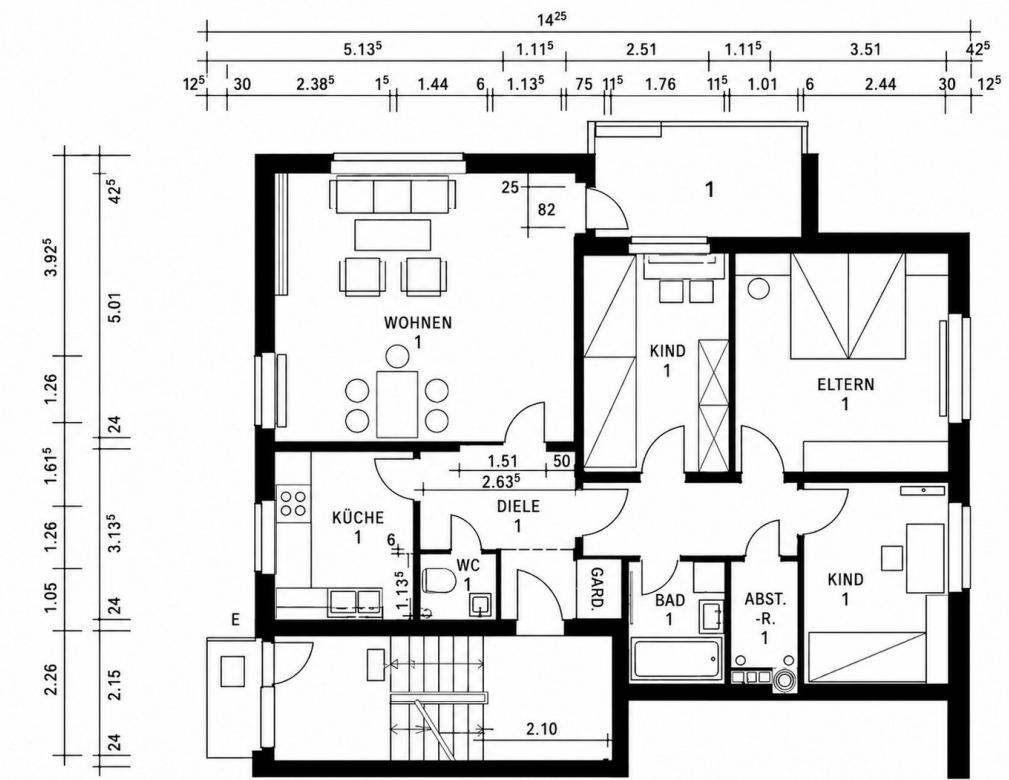 14²⁵
5.13⁵ 1.11⁵ 2.51 1.11⁵ 3.51 42⁵
12⁵ 30 2.38⁵ 1⁵ 1.44 6 1.13⁵ 75 11⁵ 1.76 11⁵ 1.01 6 2.44 30 12⁵
42⁵
3.92⁵
5.01
1.26
24
1.61⁵
1.26
3.13⁵
1.05
24
2.26
2.15
24
25
82
1
WOHNEN
1
KIND
1
ELTERN
1
1.51 50
2.63⁵
DIELE
1
KÜCHE
1
6
1.13⁵
WC
1
GARD.
BAD
1
ABST.
-R.
1
KIND
1
E
2.10